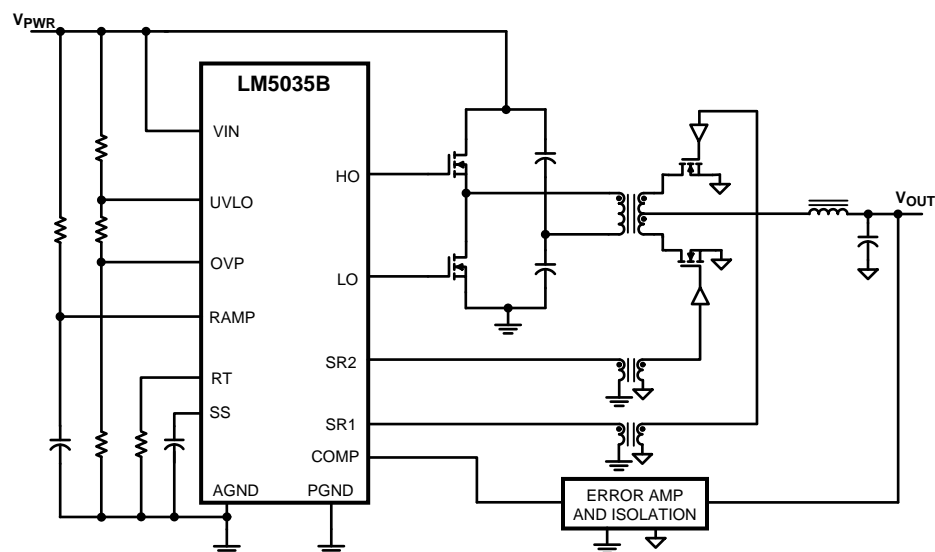 VPWR
LM5035B
VIN
HO
UVLO
VOUT
OVP
LO
RAMP
SR2
RT
SS
SR1
COMP
AGND
PGND
ERROR AMP
AND ISOLATION